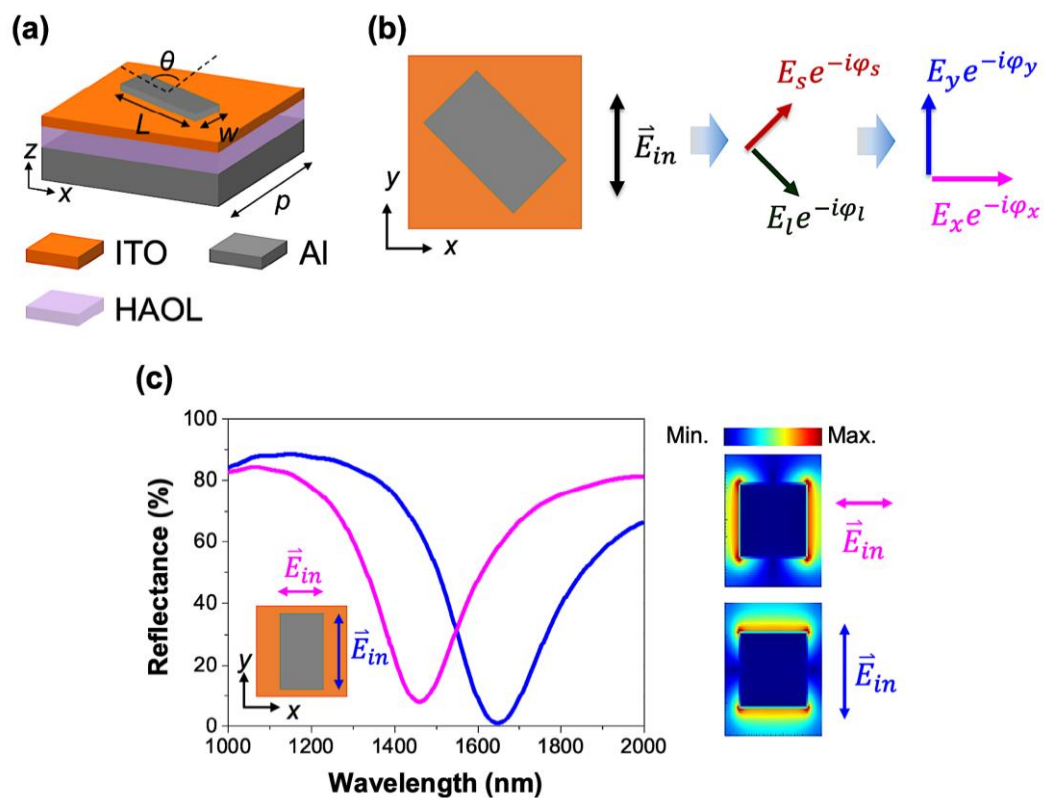 (a)
θ
L
w
z
x
p
ITO
Al
HAOL
(b)
y
x
E⃗in
Ese−iφs
Ele−iφl
Eye−iφy
Exe−iφx
(c)
Reflectance (%)
100
80
60
40
20
0
1000 1200 1400 1600 1800 2000
Wavelength (nm)
E⃗in
E⃗in
y
x
Min. Max.
E⃗in
E⃗in